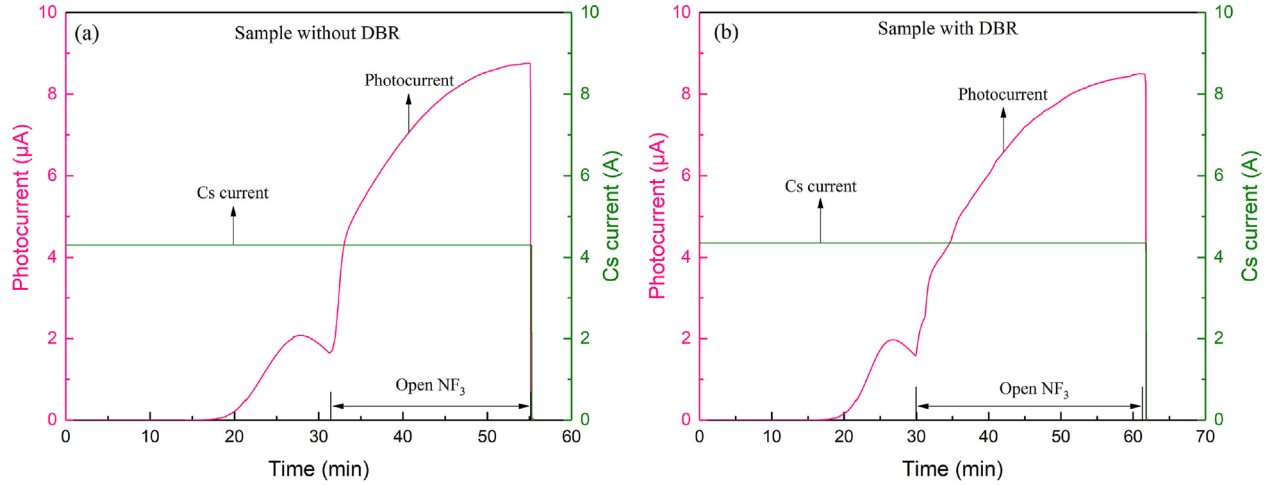 (a)
Sample without DBR
Photocurrent
Cs current
Open NF₃
Photocurrent (μA)
0
2
4
6
8
10
Cs current (A)
0
2
4
6
8
10
0
10
20
30
40
50
60
Time (min)
(b)
Sample with DBR
Photocurrent
Cs current
Open NF₃
Photocurrent (μA)
0
2
4
6
8
10
Cs current (A)
0
2
4
6
8
10
0
10
20
30
40
50
60
70
Time (min)